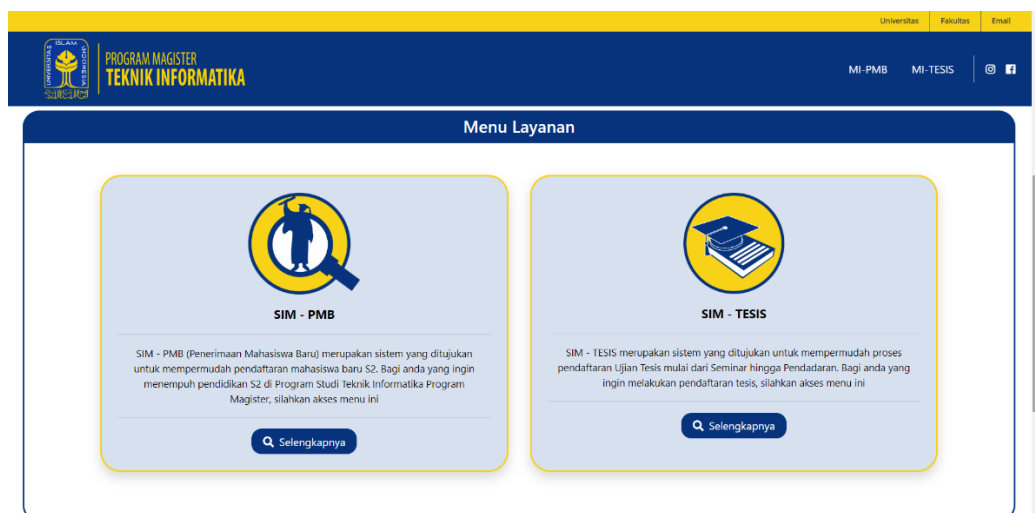 Universitas Fakultas Email
ISLAM
UNIVERSITAS
INDONESIA
PROGRAM MAGISTER
TEKNIK INFORMATIKA
MI-PMB MI-TESIS
Menu Layanan
SIM - PMB
SIM - PMB (Penerimaan Mahasiswa Baru) merupakan sistem yang ditujukan
untuk mempermudah pendaftaran mahasiswa baru S2. Bagi anda yang ingin
menempuh pendidikan S2 di Program Studi Teknik Informatika Program
Magister, silahkan akses menu ini
Selengkapnya
SIM - TESIS
SIM - TESIS merupakan sistem yang ditujukan untuk mempermudah proses
pendaftaran Ujian Tesis mulai dari Seminar hingga Pendadaran. Bagi anda yang
ingin melakukan pendaftaran tesis, silahkan akses menu ini
Selengkapnya